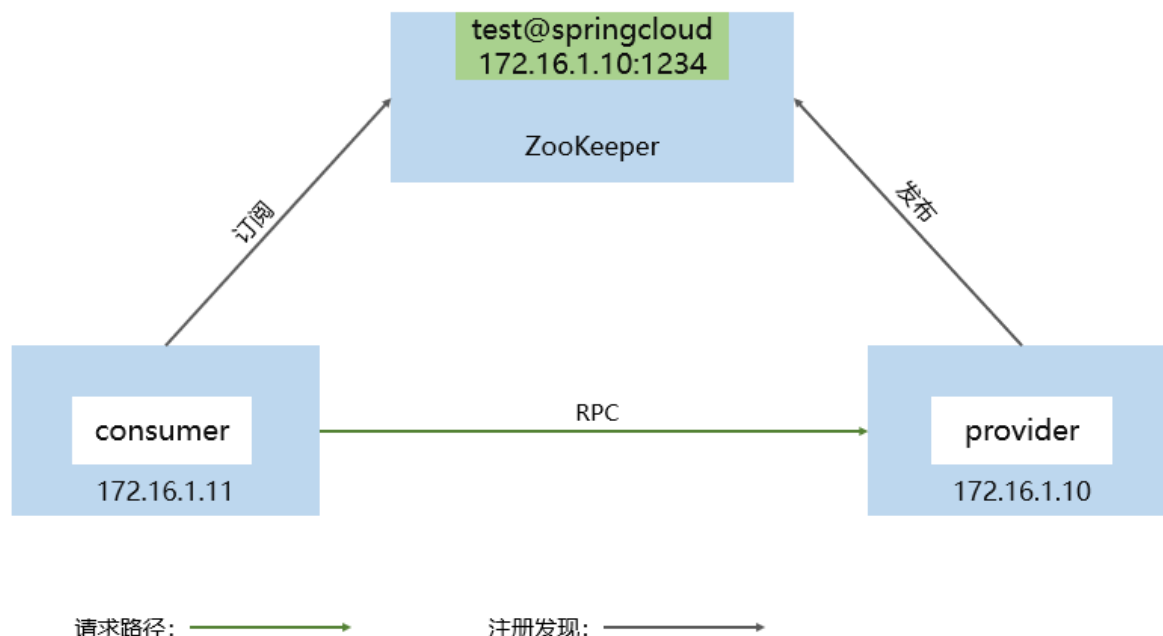 test@springcloud
172.16.1.10:1234
ZooKeeper
订阅
发布
RPC
consumer
172.16.1.11
provider
172.16.1.10
请求路径：
注册发现：